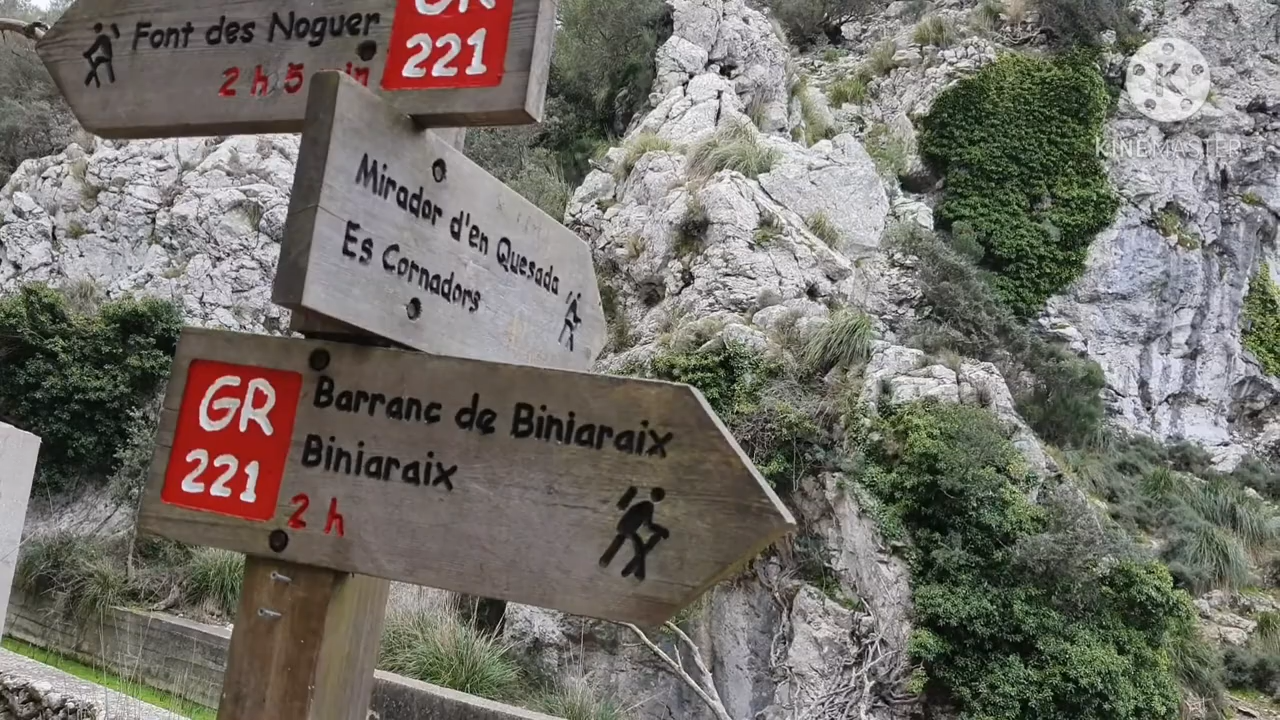 Font des Noguer
GR
221
2 h 5 in
Mirador d'en Quesada
Es Cornadors
GR
221
Barranc de Biniaraix
Biniaraix
2 h
K
KINEMASTER